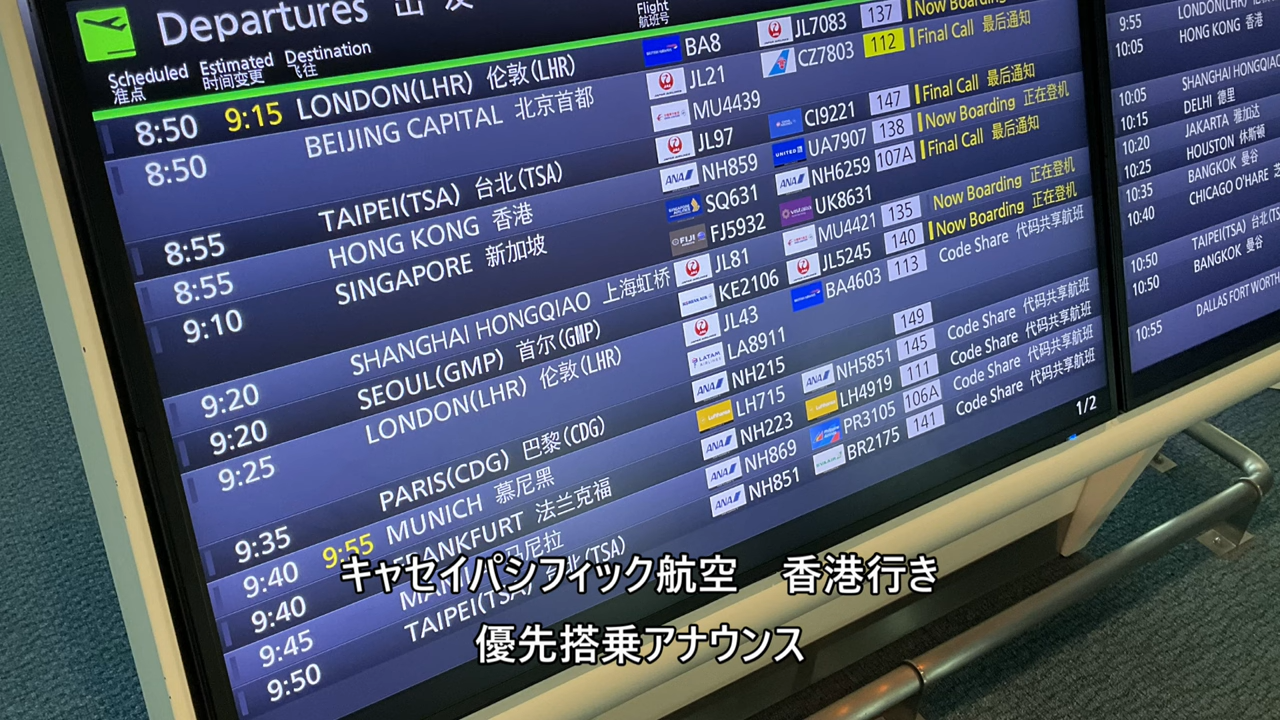 Departures 出 发
Scheduled 准点 Estimated 时间变更 Destination 飞往 Flight 航班号
8:50 9:15 LONDON(LHR) 伦敦(LHR) BA8 JL7083 137 Now Boarding
8:50 BEIJING CAPITAL 北京首都 JL21 CZ7803 112 Final Call 最后通知
MU4439
8:55 TAIPEI(TSA) 台北(TSA) JL97 CI9221 147 Final Call 最后通知
8:55 HONG KONG 香港 NH859 UA7907 138 Now Boarding 正在登机
9:10 SINGAPORE 新加坡 SQ631 NH6259 107A Final Call 最后通知
FJ5932 UK8631
9:20 SHANGHAI HONGQIAO 上海虹桥 JL81 MU4421 135 Now Boarding 正在登机
9:20 SEOUL(GMP) 首尔(GMP) KE2106 JL5245 140 Now Boarding 正在登机
9:25 LONDON(LHR) 伦敦(LHR) JL43 BA4603 113 Code Share 代码共享航班
LA8911
9:35 PARIS(CDG) 巴黎(CDG) NH215 149
9:40 9:55 MUNICH 慕尼黑 LH715 NH5851 145 Code Share 代码共享航班
9:40 FRANKFURT 法兰克福 NH223 LH4919 111 Code Share 代码共享航班
9:45 NH869 PR3105 106A Code Share 代码共享航班
9:50 TAIPEI(TSA) NH851 BR2175 141 Code Share 代码共享航班
1/2
9:55 LONDON(LHR)
10:05 HONG KONG 香港
10:05 SHANGHAI HONGQIAO
10:15 DELHI 德里
10:20 JAKARTA 雅加达
10:25 HOUSTON 休斯顿
10:35 BANGKOK 曼谷
10:40 CHICAGO O'HARE
10:50 TAIPEI(TSA)
10:50 BANGKOK 曼谷
10:55 DALLAS FORT WORTH
キャセイパシフィック航空　香港行き
優先搭乗アナウンス